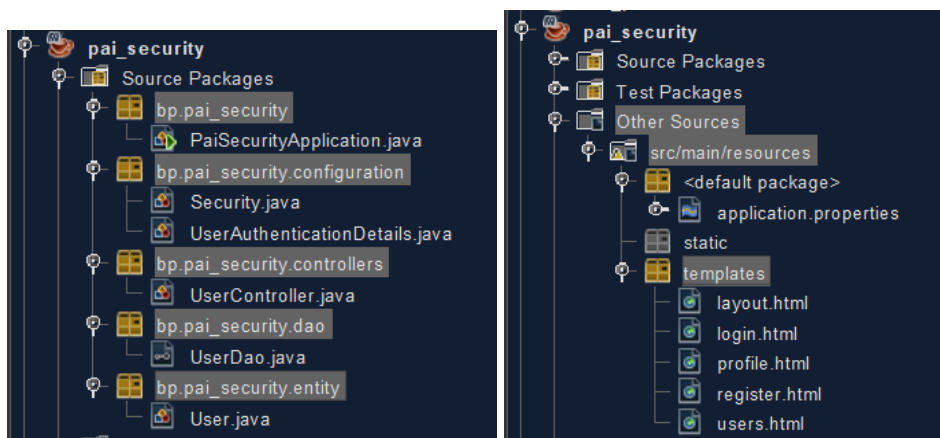 pai_security
Source Packages
bp.pai_security
PaiSecurityApplication.java
bp.pai_security.configuration
Security.java
UserAuthenticationDetails.java
bp.pai_security.controllers
UserController.java
bp.pai_security.dao
UserDao.java
bp.pai_security.entity
User.java
pai_security
Source Packages
Test Packages
Other Sources
src/main/resources
<default package>
application.properties
static
templates
layout.html
login.html
profile.html
register.html
users.html